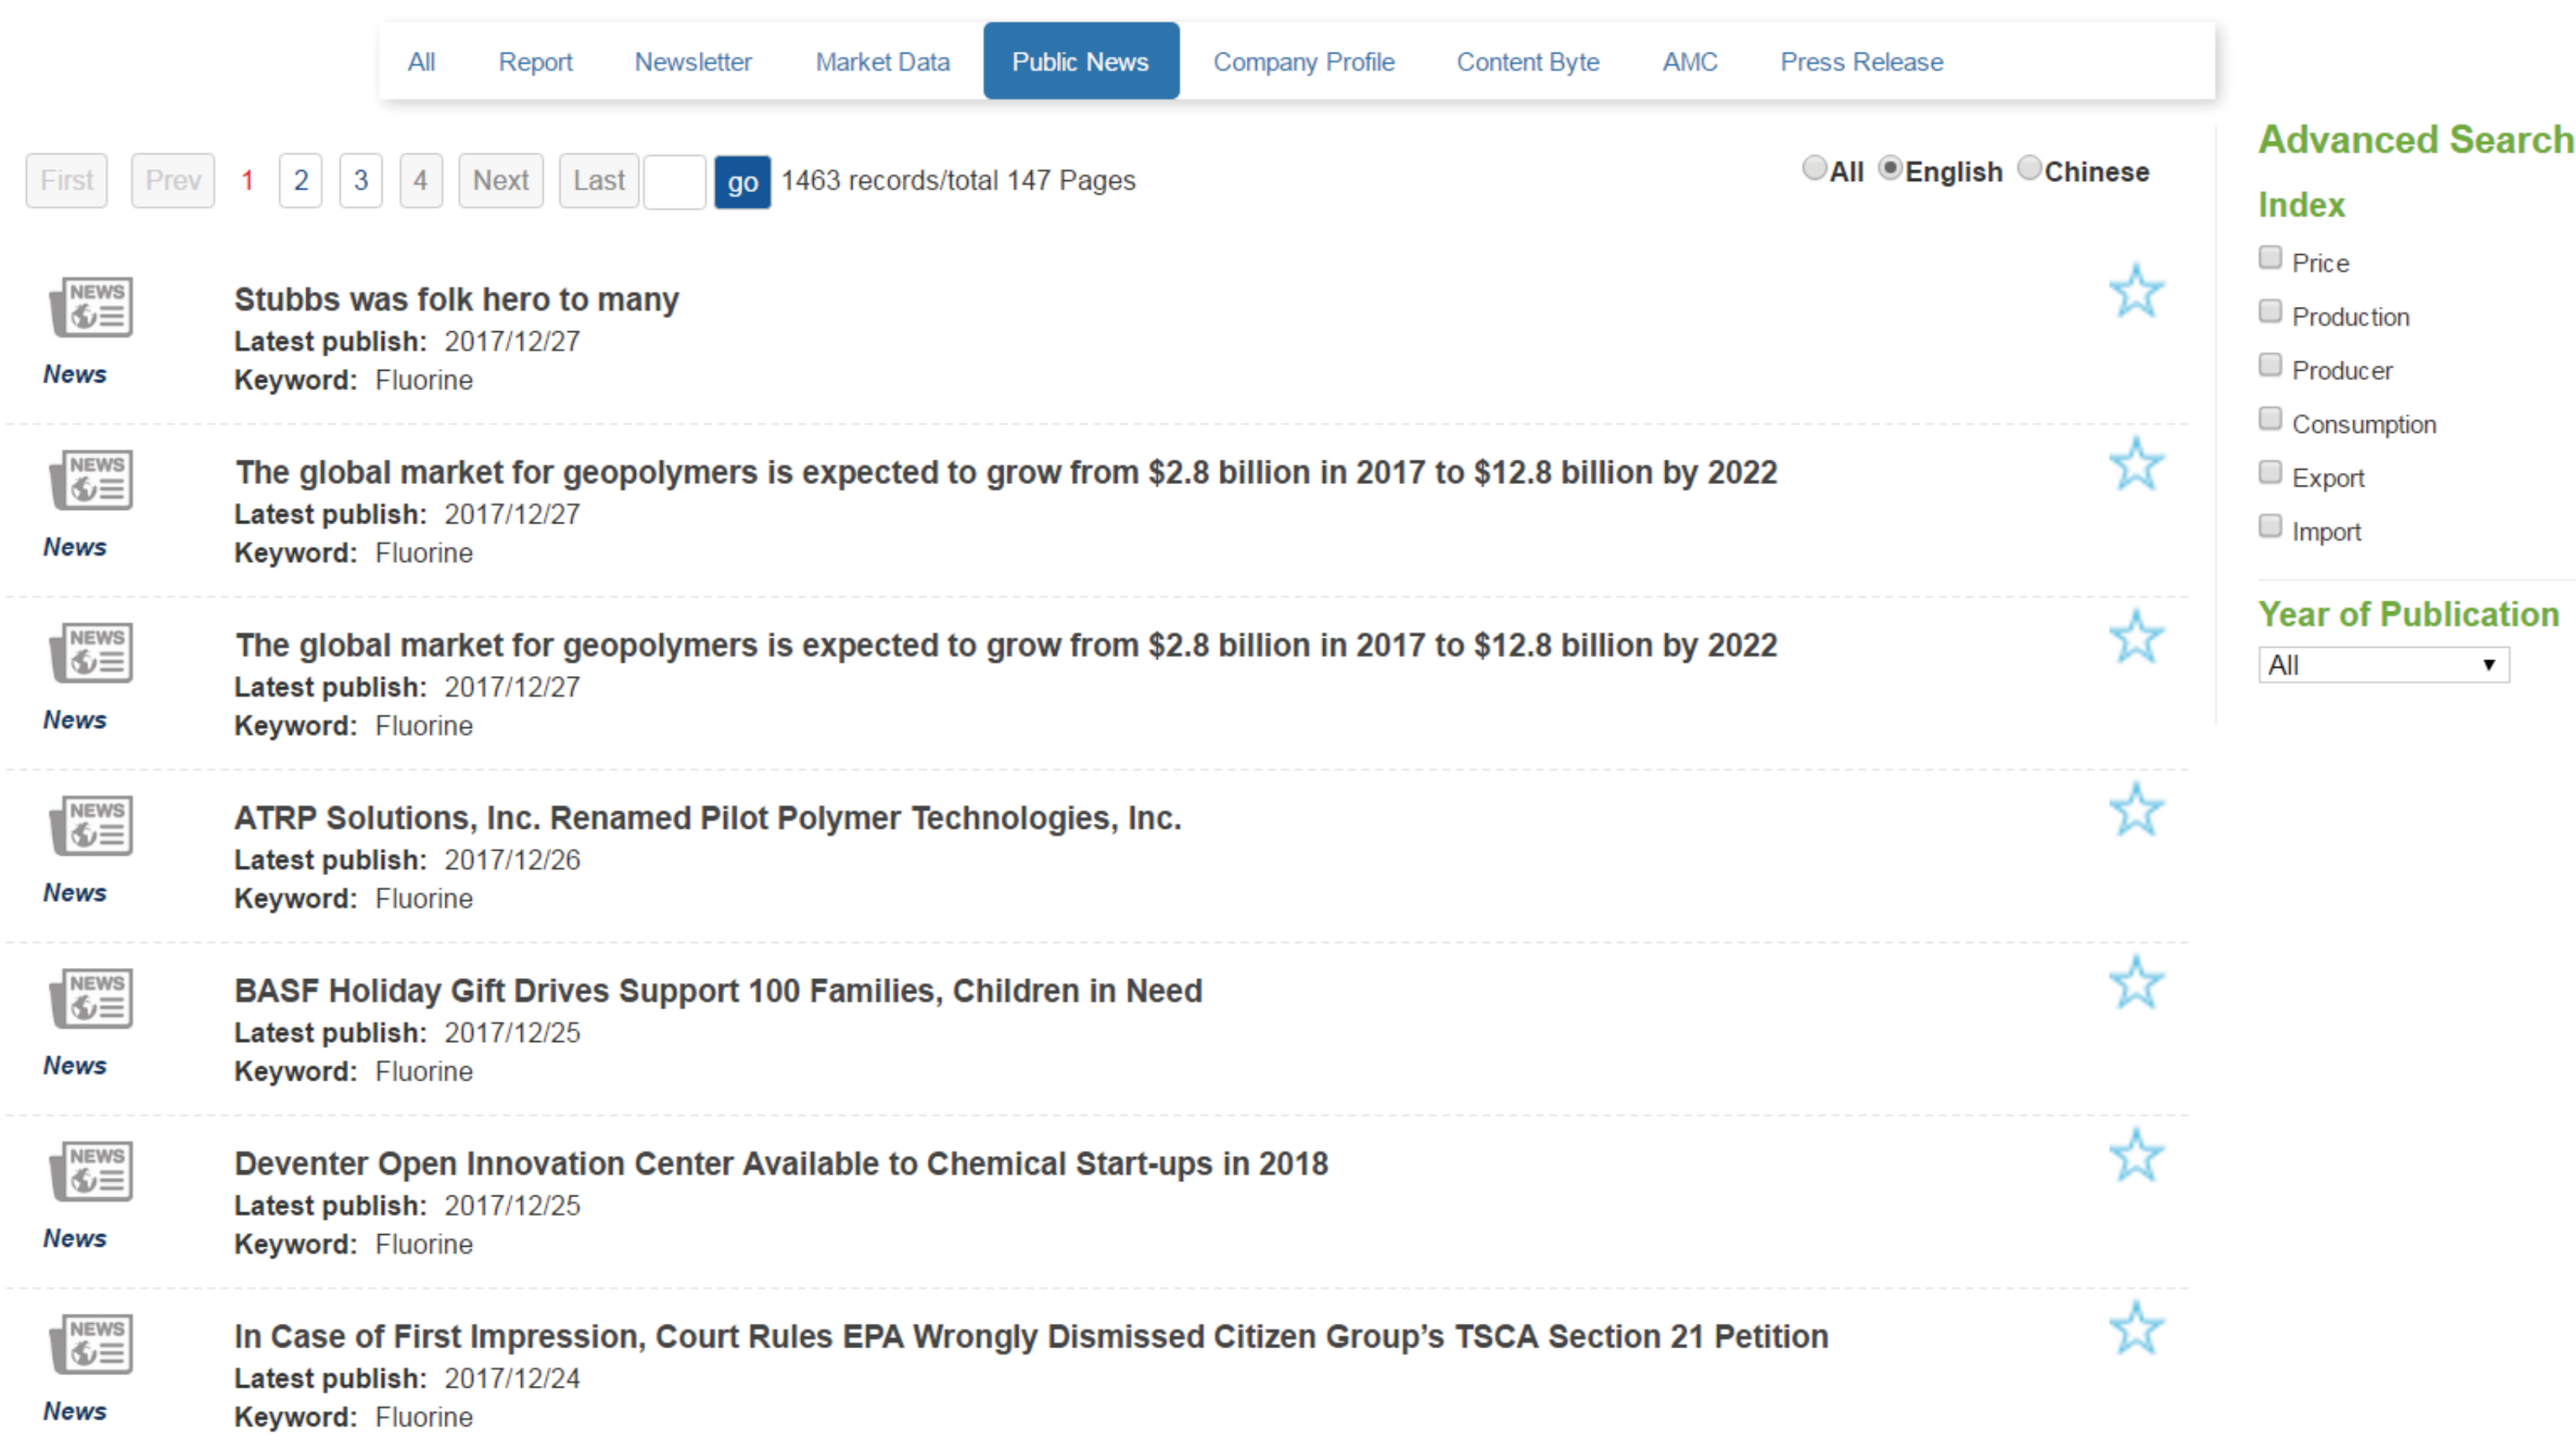 All Report Newsletter Market Data Public News Company Profile Content Byte AMC Press Release
First Prev 1 2 3 4 Next Last go 1463 records/total 147 Pages
All English Chinese
NEWS
News
Stubbs was folk hero to many
Latest publish: 2017/12/27
Keyword: Fluorine
NEWS
News
The global market for geopolymers is expected to grow from $2.8 billion in 2017 to $12.8 billion by 2022
Latest publish: 2017/12/27
Keyword: Fluorine
NEWS
News
The global market for geopolymers is expected to grow from $2.8 billion in 2017 to $12.8 billion by 2022
Latest publish: 2017/12/27
Keyword: Fluorine
NEWS
News
ATRP Solutions, Inc. Renamed Pilot Polymer Technologies, Inc.
Latest publish: 2017/12/26
Keyword: Fluorine
NEWS
News
BASF Holiday Gift Drives Support 100 Families, Children in Need
Latest publish: 2017/12/25
Keyword: Fluorine
NEWS
News
Deventer Open Innovation Center Available to Chemical Start-ups in 2018
Latest publish: 2017/12/25
Keyword: Fluorine
NEWS
News
In Case of First Impression, Court Rules EPA Wrongly Dismissed Citizen Group’s TSCA Section 21 Petition
Latest publish: 2017/12/24
Keyword: Fluorine
Advanced Search
Index
Price
Production
Producer
Consumption
Export
Import
Year of Publication
All